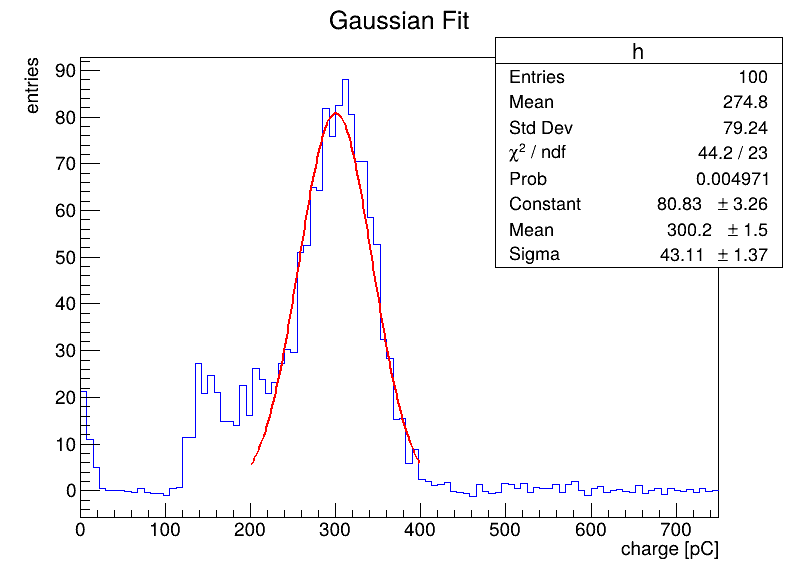 Gaussian Fit
h
Entries 100
Mean 274.8
Std Dev 79.24
χ² / ndf 44.2 / 23
Prob 0.004971
Constant 80.83 ± 3.26
Mean 300.2 ± 1.5
Sigma 43.11 ± 1.37
entries
90
80
70
60
50
40
30
20
10
0
0 100 200 300 400 500 600 700
charge [pC]